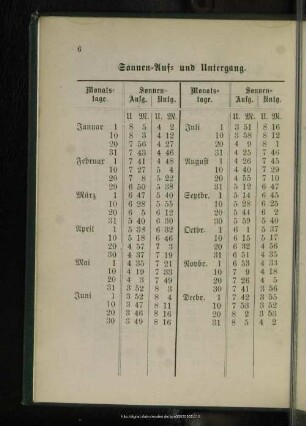 6
Sonnen-Auf= und Untergang.
Monats= Sonnen= Monats= Sonnen=
tage. Aufg. Untg. tage. Aufg. Untg.
U M. U. M. U M. U. M.
Januar 1 8 5 4 2 Juli 1 3 51 8 16
10 8 3 4 12 10 3 58 8 12
20 7 56 4 27 20 4 9 8 1
31 7 43 4 46 31 4 25 7 46
Februar 1 7 41 4 48 August 1 4 26 7 45
10 7 27 5 4 10 4 40 7 29
20 7 8 5 22 20 4 55 7 10
29 6 50 5 38 31 5 12 6 47
März 1 6 47 5 40 Septbr. 1 5 14 6 45
10 6 28 5 55 10 5 28 6 25
20 6 5 6 12 20 5 44 6 2
31 5 40 6 30 30 5 59 5 40
April 1 5 38 6 32 Octbr. 1 6 1 5 37
10 5 18 6 46 10 6 15 5 17
20 4 57 7 3 20 6 32 4 56
30 4 37 7 19 31 6 51 4 35
Mai 1 4 35 7 21 Novbr. 1 6 53 4 33
10 4 19 7 33 10 7 9 4 18
20 4 3 7 49 20 7 26 4 5
31 3 52 8 3 30 7 41 3 56
Juni 1 3 52 8 4 Decbr. 1 7 42 3 55
10 3 47 8 11 10 7 53 3 52
20 3 46 8 16 20 8 2 3 53
30 3 49 8 16 31 8 5 4 2